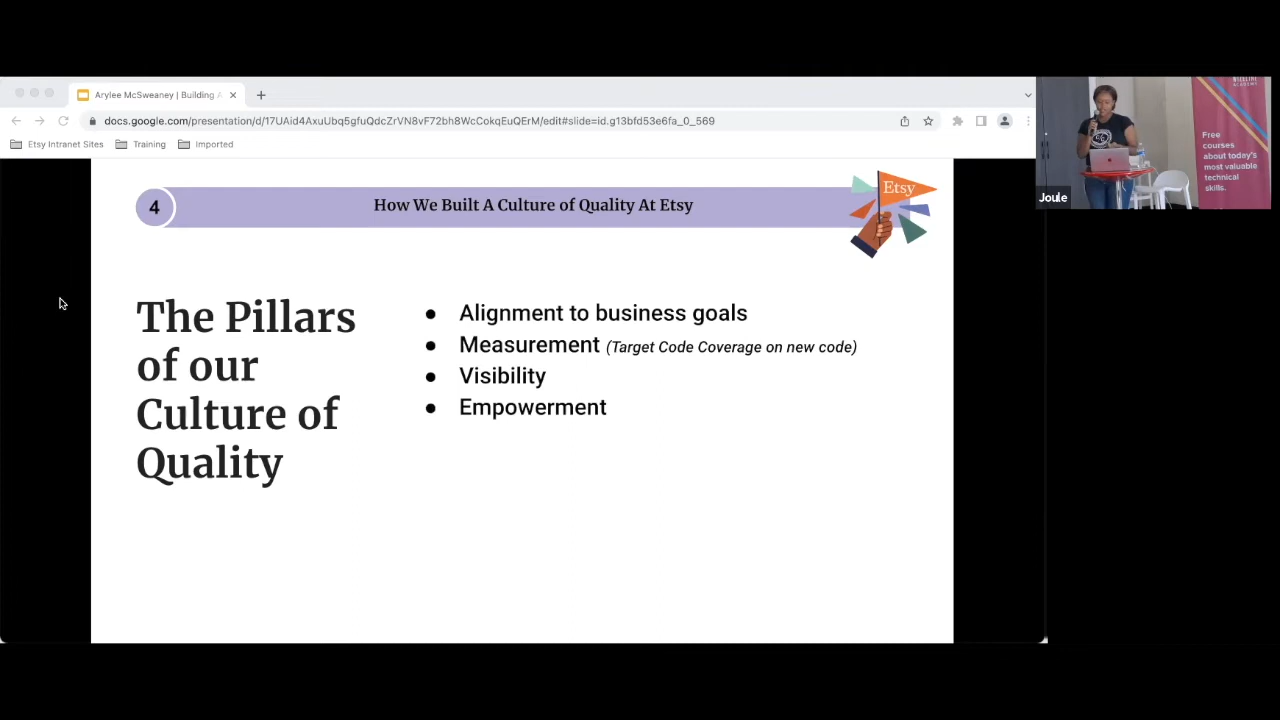 Arylee McSweaney | Building A
docs.google.com/presentation/d/17UAid4AxuUbq5gfuQdcZrVN8vF72bh8WcCokqEuQErM/edit#slide=id.g13bfd53e6fa_0_569
Etsy Intranet Sites
Training
Imported
4
How We Built A Culture of Quality At Etsy
Etsy
The Pillars
of our
Culture of
Quality
● Alignment to business goals
● Measurement (Target Code Coverage on new code)
● Visibility
● Empowerment
ACADEMY
Free
courses
about today's
most valuable
technical
skills.
Joule